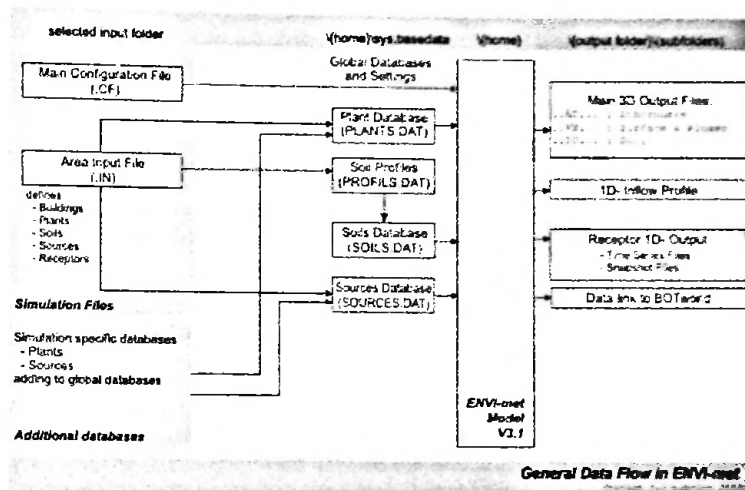 selected input folder
\(home)\sys.basedata
\(home)
\(output folder)\(subfolders)
Main Configuration File
(.CF)
Global Databases
and Settings
Main 3D Output Files:
Plant Database
(PLANTS.DAT)
Area Input File
(.IN)
Soil Profiles
(PROFILS.DAT)
1D- Inflow Profile
defines
- Buildings
- Plants
- Soils
- Sources
- Receptors
Soils Database
(SOILS.DAT)
Receptor 1D- Output
- Time Series Files
- Snapshot Files
Sources Database
(SOURCES.DAT)
Data link to BOTworld
Simulation Files
Simulation specific databases
- Plants
- Sources
adding to global databases
ENVI-met
Model
V3.1
Additional databases
General Data Flow in ENVI-met